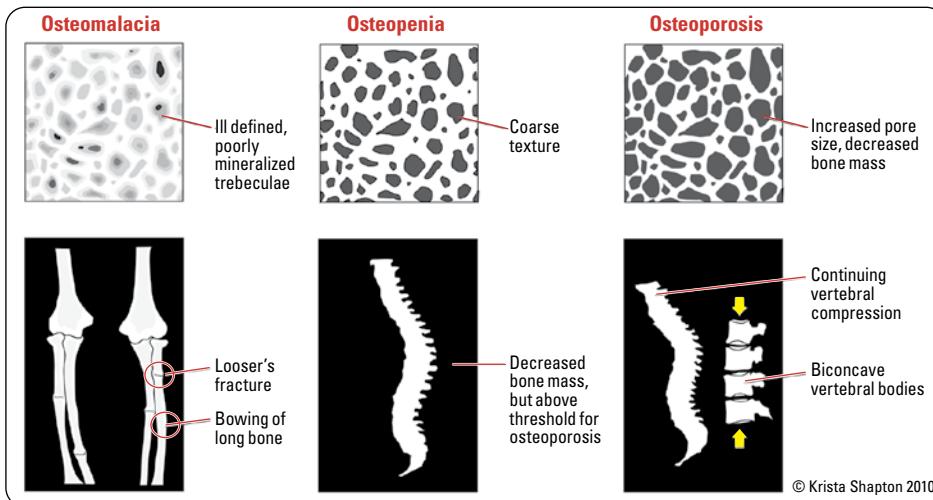 Osteomalacia
Osteopenia
Osteoporosis
Ill defined,
poorly
mineralized
trebeculae
Coarse
texture
Increased pore
size, decreased
bone mass
Looser's
fracture
Bowing of
long bone
Decreased
bone mass,
but above
threshold for
osteoporosis
Continuing
vertebral
compression
Biconcave
vertebral bodies
© Krista Shapton 2010